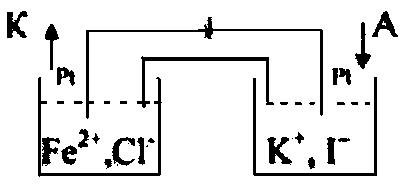 К А
Pt Pt
Fe²⁺,Cl⁻ K⁺, I⁻